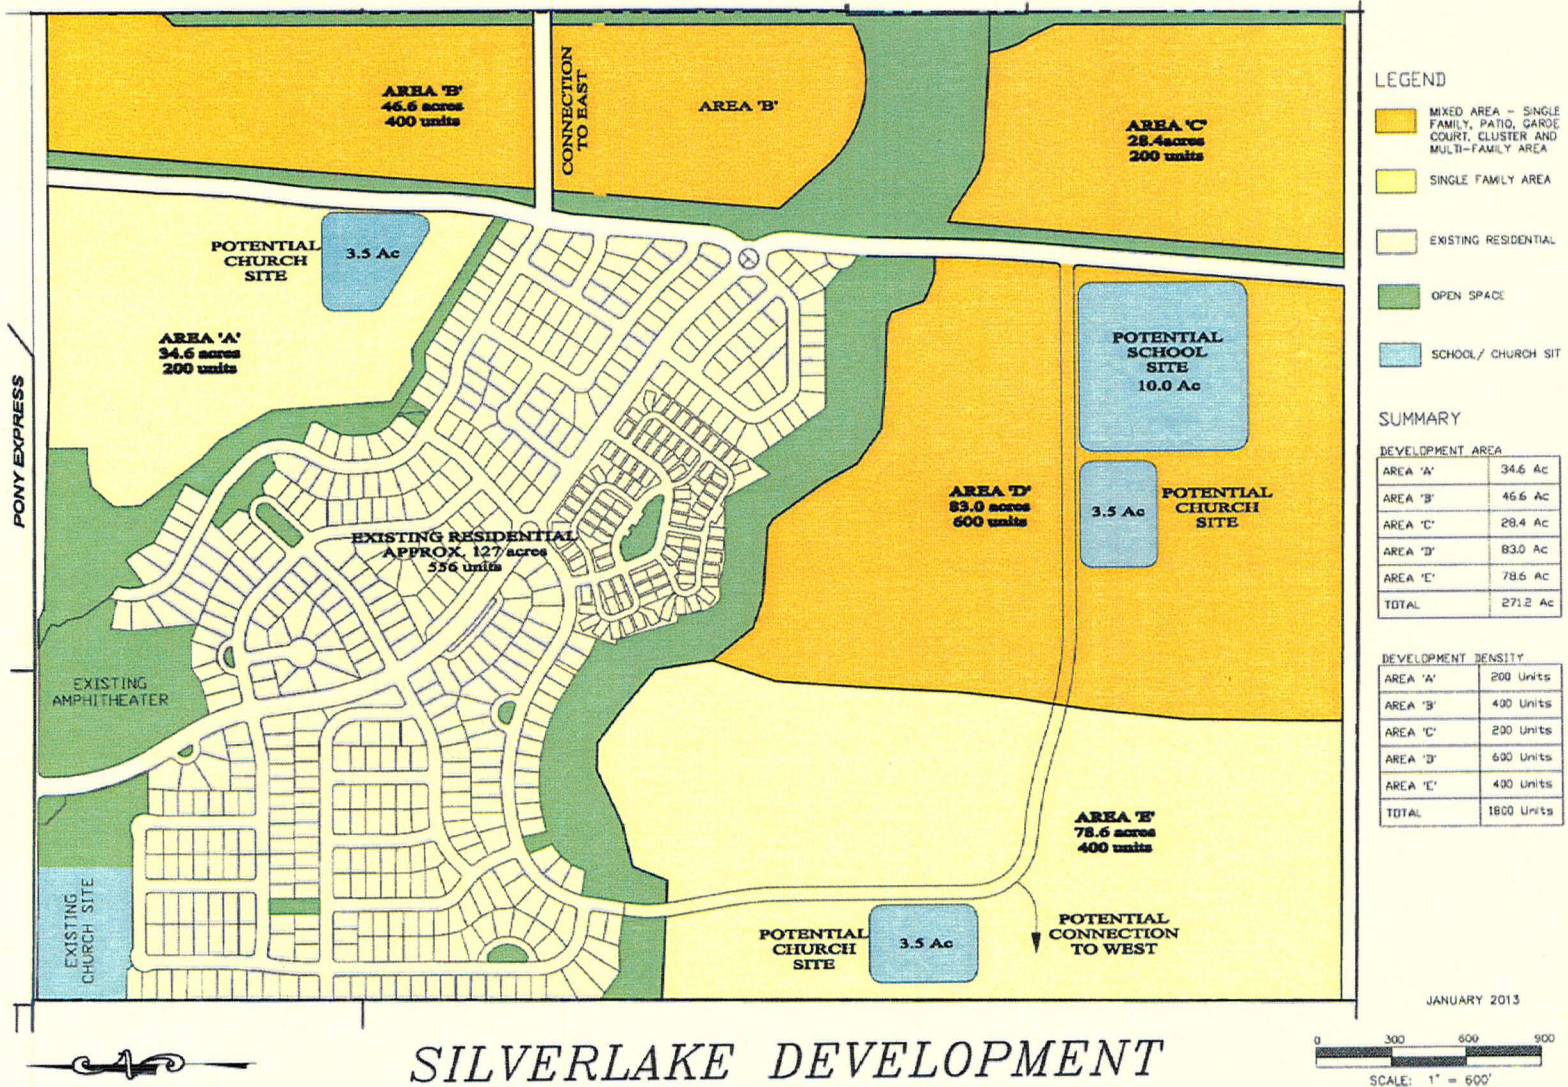 AREA 'B'
46.6 acres
400 units
CONNECTION
TO EAST
AREA 'B'
AREA 'C'
28.4acres
200 units
POTENTIAL
CHURCH
SITE
3.5 Ac
AREA 'A'
34.6 acres
200 units
PONY EXPRESS
POTENTIAL
SCHOOL
SITE
10.0 Ac
AREA 'D'
83.0 acres
600 units
3.5 Ac
POTENTIAL
CHURCH
SITE
EXISTING RESIDENTIAL
APPROX. 127 acres
556 units
EXISTING
AMPHITHEATER
EXISTING
CHURCH SITE
AREA 'E'
78.6 acres
400 units
POTENTIAL
CHURCH
SITE
3.5 Ac
POTENTIAL
CONNECTION
TO WEST
LEGEND
MIXED AREA - SINGLE
FAMILY, PATIO, GARDE
COURT, CLUSTER AND
MULTI-FAMILY AREA
SINGLE FAMILY AREA
EXISTING RESIDENTIAL
OPEN SPACE
SCHOOL/ CHURCH SIT
SUMMARY
DEVELOPMENT AREA
AREA 'A' 34.6 Ac
AREA 'B' 46.6 Ac
AREA 'C' 28.4 Ac
AREA 'D' 83.0 Ac
AREA 'E' 78.6 Ac
TOTAL 271.2 Ac
DEVELOPMENT DENSITY
AREA 'A' 200 Units
AREA 'B' 400 Units
AREA 'C' 200 Units
AREA 'D' 600 Units
AREA 'E' 400 Units
TOTAL 1800 Units
JANUARY 2013
SILVERLAKE DEVELOPMENT
0 300 600 900
SCALE: 1" = 600'